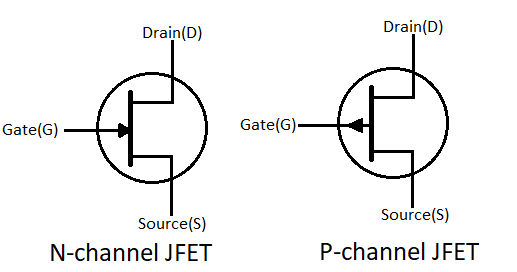 Drain(D)
Gate(G)
Source(S)
N-channel JFET
Drain(D)
Gate(G)
Source(S)
P-channel JFET